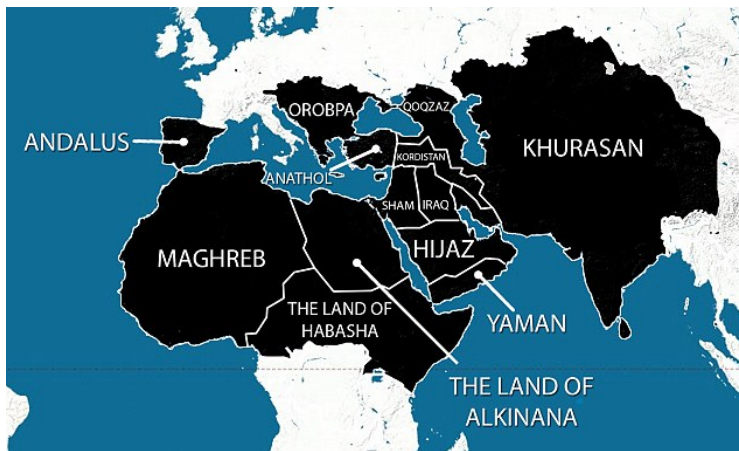 OROBPA
QOQZAZ
ANDALUS
KHURASAN
KORDISTAN
ANATHOL
SHAM
IRAQ
MAGHREB
HIJAZ
THE LAND OF
HABASHA
YAMAN
THE LAND OF
ALKINANA